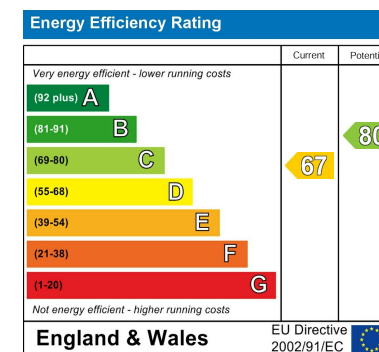 Energy Efficiency Rating
Current Potenti
Very energy efficient - lower running costs
(92 plus) A
(81-91) B
80
(69-80) C
67
(55-68) D
(39-54) E
(21-38) F
(1-20) G
Not energy efficient - higher running costs
England & Wales
EU Directive
2002/91/EC